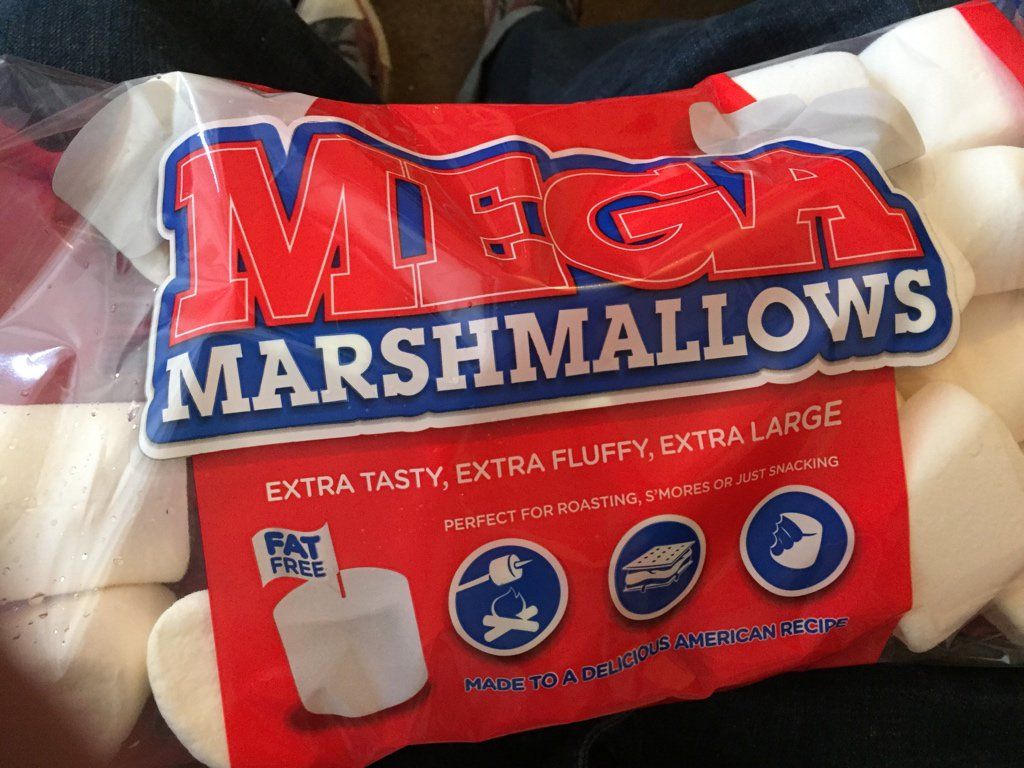 MEGA
MARSHMALLOWS
EXTRA TASTY, EXTRA FLUFFY, EXTRA LARGE
PERFECT FOR ROASTING, S'MORES OR JUST SNACKING
FAT
FREE
MADE TO A DELICIOUS AMERICAN RECIPE